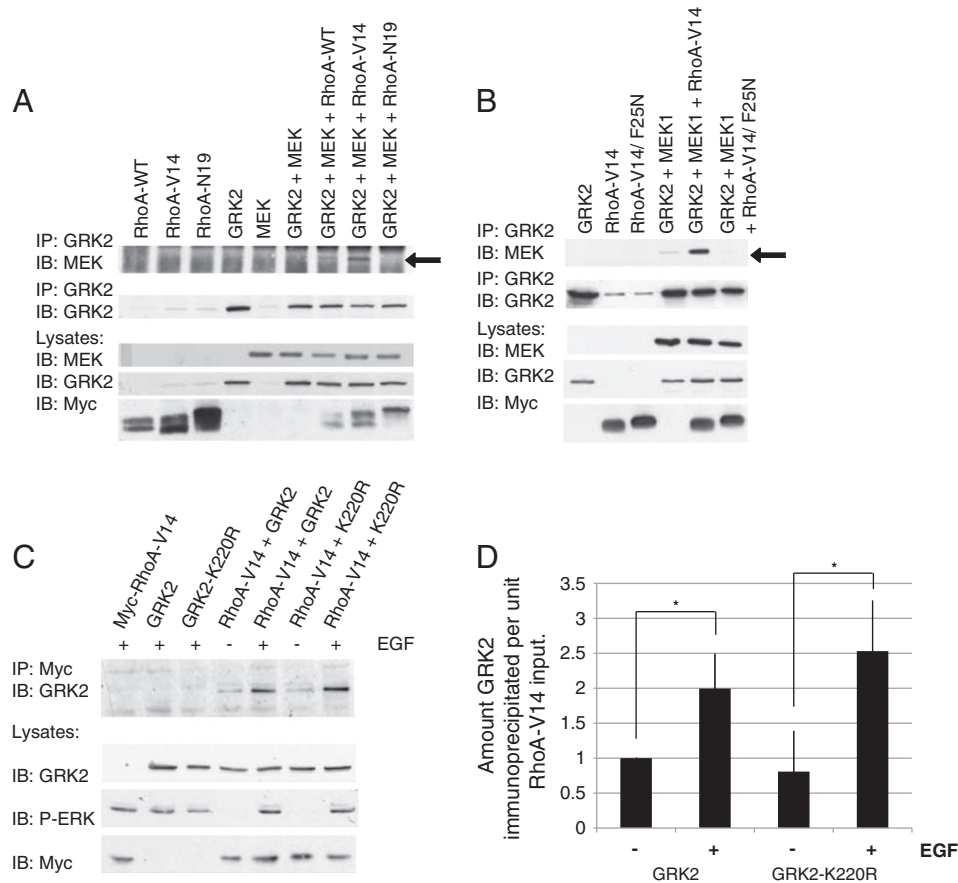 A
RhoA-WT
RhoA-V14
RhoA-N19
GRK2
MEK
GRK2 + MEK
GRK2 + MEK + RhoA-WT
GRK2 + MEK + RhoA-V14
GRK2 + MEK + RhoA-N19
IP: GRK2
IB: MEK
IP: GRK2
IB: GRK2
Lysates:
IB: MEK
IB: GRK2
IB: Myc
B
GRK2
RhoA-V14
RhoA-V14/ F25N
GRK2 + MEK1
GRK2 + MEK1 + RhoA-V14
GRK2 + MEK1
+ RhoA-V14/ F25N
IP: GRK2
IB: MEK
IP: GRK2
IB: GRK2
Lysates:
IB: MEK
IB: GRK2
IB: Myc
C
Myc-RhoA-V14
GRK2
GRK2-K220R
RhoA-V14 + GRK2
RhoA-V14 + GRK2
RhoA-V14 + K220R
RhoA-V14 + K220R
+ + + - + - + EGF
IP: Myc
IB: GRK2
Lysates:
IB: GRK2
IB: P-ERK
IB: Myc
D
Amount GRK2
immunoprecipitated per unit
RhoA-V14 input.
3.5
3
2.5
2
1.5
1
0.5
0
*
*
- + - + EGF
GRK2 GRK2-K220R